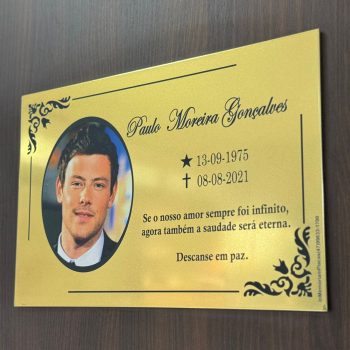 Paulo Moreira Gonçalves
★ 13-09-1975
✝ 08-08-2021
Se o nosso amor sempre foi infinito,
agora também a saudade será eterna.
Descanse em paz.